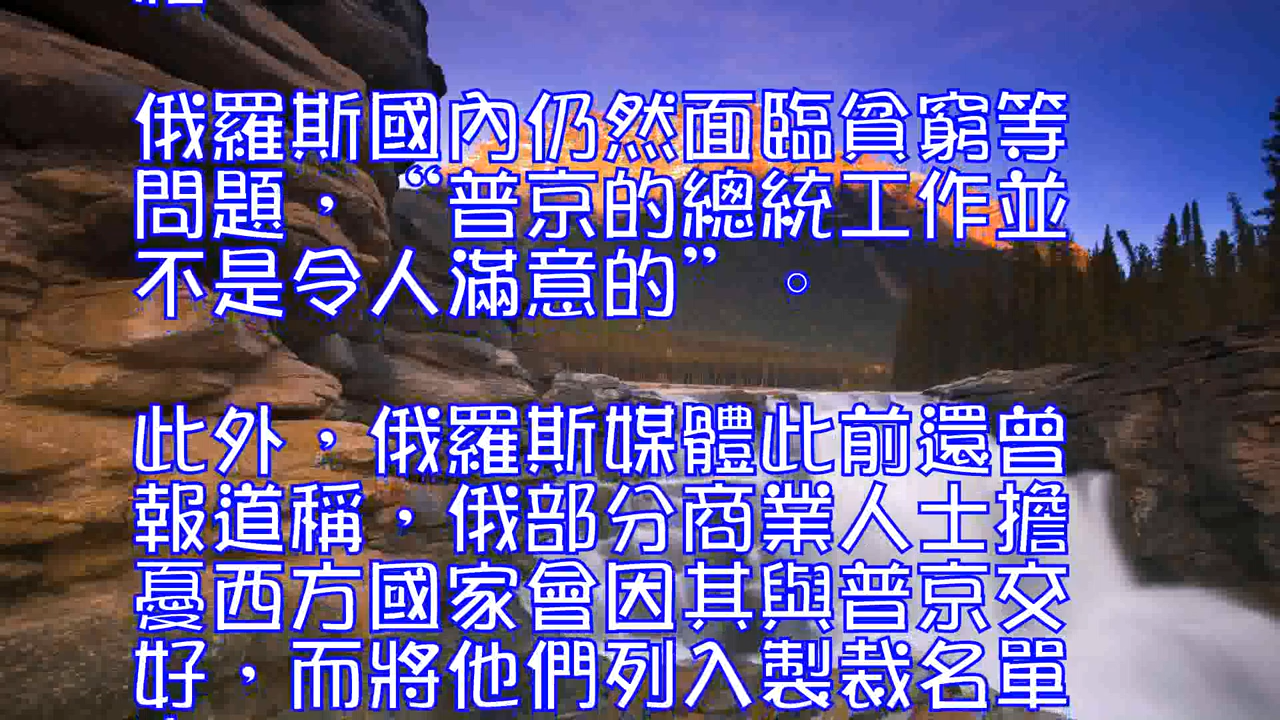 俄羅斯國內仍然面臨貧窮等
問題，“普京的總統工作並
不是令人滿意的”。
此外，俄羅斯媒體此前還曾
報道稱，俄部分商業人士擔
憂西方國家會因其與普京交
好，而將他們列入製裁名單